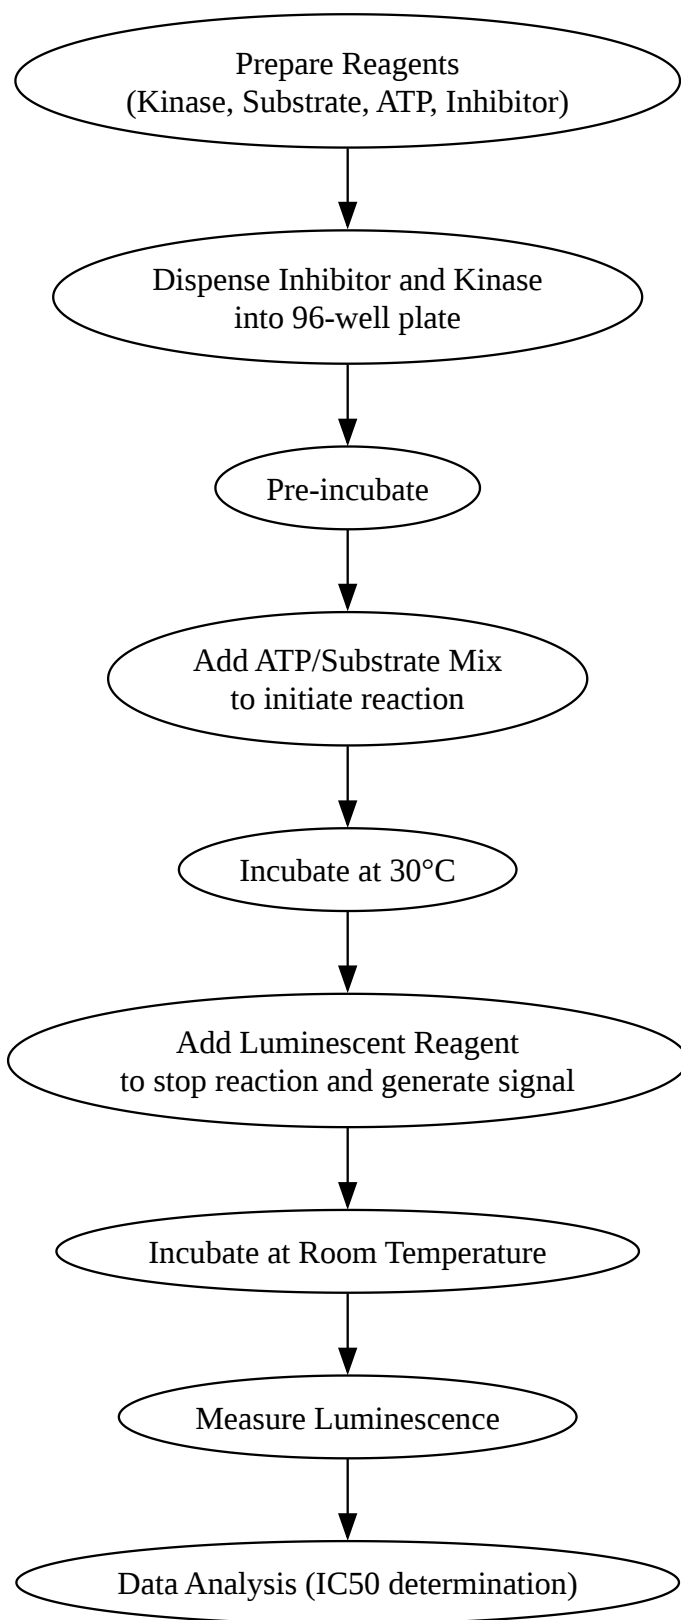 Prepare Reagents
(Kinase, Substrate, ATP, Inhibitor)
Dispense Inhibitor and Kinase
into 96-well plate
Pre-incubate
Add ATP/Substrate Mix
to initiate reaction
Incubate at 30°C
Add Luminescent Reagent
to stop reaction and generate signal
Incubate at Room Temperature
Measure Luminescence
Data Analysis (IC50 determination)